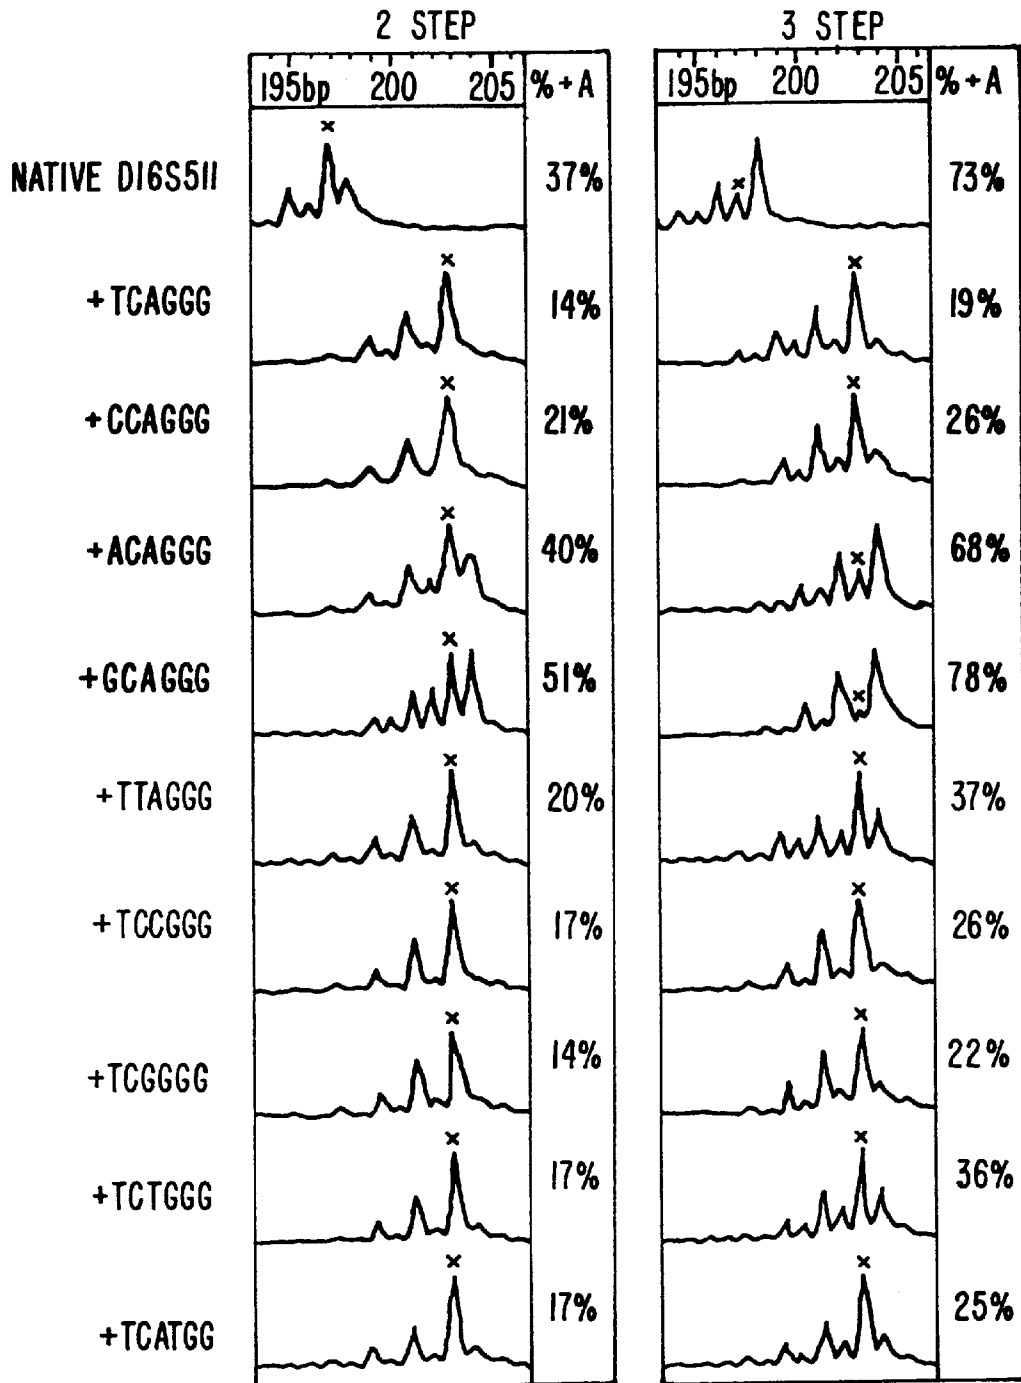 2 STEP 3 STEP
195bp 200 205 % + A 195bp 200 205 % + A
NATIVE D16S511 × 37% × 73%
+TCAGGG × 14% × 19%
+CCAGGG × 21% × 26%
+ACAGGG × 40% × 68%
+GCAGGG × 51% × 78%
+TTAGGG × 20% × 37%
+TCCGGG × 17% × 26%
+TCGGGG × 14% × 22%
+TCTGGG × 17% × 36%
+TCATGG × 17% × 25%